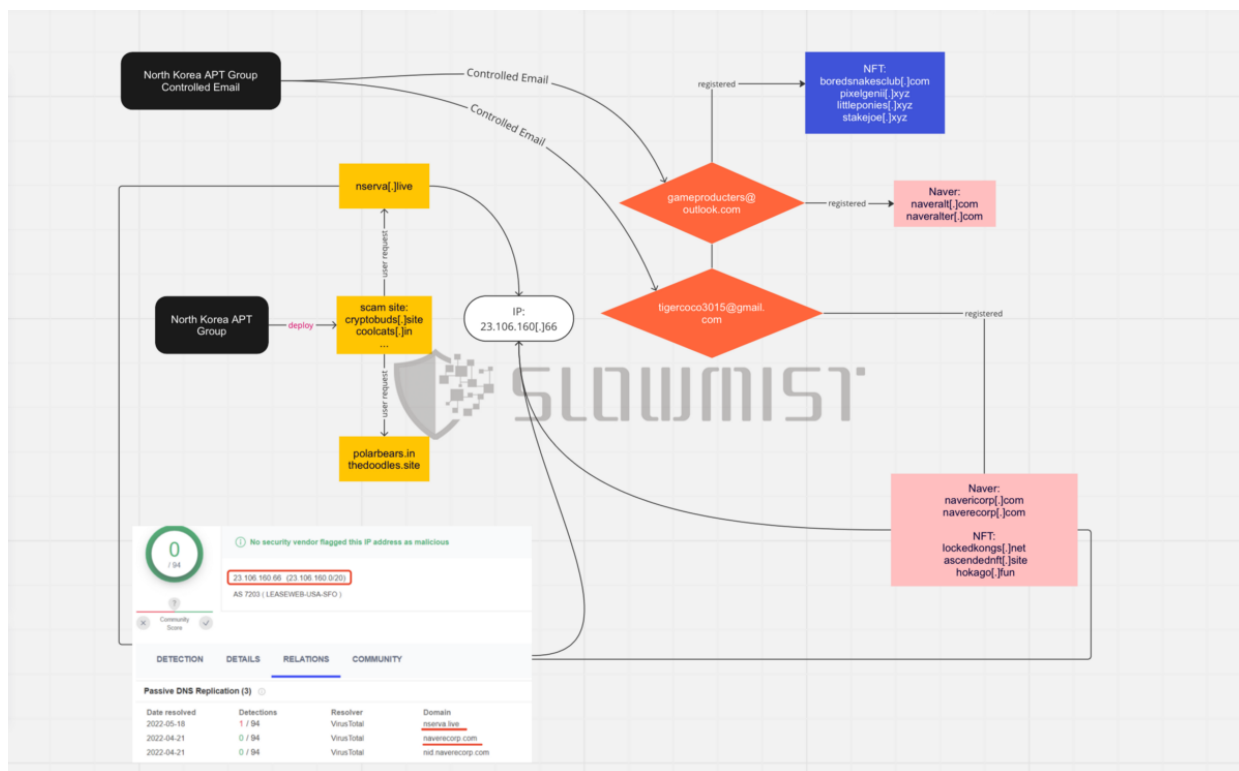 North Korea APT Group
Controlled Email
Controlled Email
Controlled Email
registered
NFT:
boredsnakesclub[.]com
pixelgenii[.]xyz
littleponies[.]xyz
stakejoe[.]xyz
gameproducters@
outlook.com
registered
Naver:
naveralt[.]com
naveralter[.]com
nserva[.]live
user request
North Korea APT
Group
deploy
scam site:
cryptobuds[.]site
coolcats[.]in
...
user request
polarbears.in
thedoodles.site
IP:
23.106.160[.]66
tigercoco3015@gmail.
com
registered
SLOWMIST
Naver:
navericorp[.]com
naverecorp[.]com
NFT:
lockedkongs[.]net
ascendednft[.]site
hokago[.]fun
0
/ 94
No security vendor flagged this IP address as malicious
23.106.160.66 (23.106.160.0/20)
AS 7203 ( LEASEWEB-USA-SFO )
?
Community
Score
DETECTION DETAILS RELATIONS COMMUNITY
Passive DNS Replication (3)
Date resolved Detections Resolver Domain
2022-05-18 1 / 94 VirusTotal nserva.live
2022-04-21 0 / 94 VirusTotal naverecorp.com
2022-04-21 0 / 94 VirusTotal nid.naverecorp.com